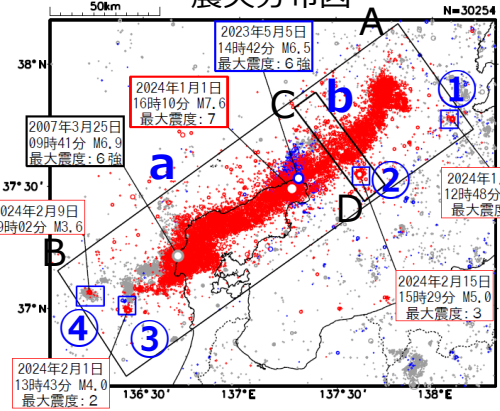 震央分布図
50km
N=30254
A
38°N
2023年5月5日
14時42分 M6.5
最大震度:6強
2024年1月1日
16時10分 M7.6
最大震度:7
C
b
①
2007年3月25日
09時41分 M6.9
最大震度:6強
a
37°30'
②
D
12時48分
最大震度
2024年2月9日
09時02分 M3.6
B
2024年2月15日
15時29分 M5.0
最大震度:3
37°N
④
③
2024年2月1日
13時43分 M4.0
最大震度:2
136°30'
137°E
137°30'
138°E